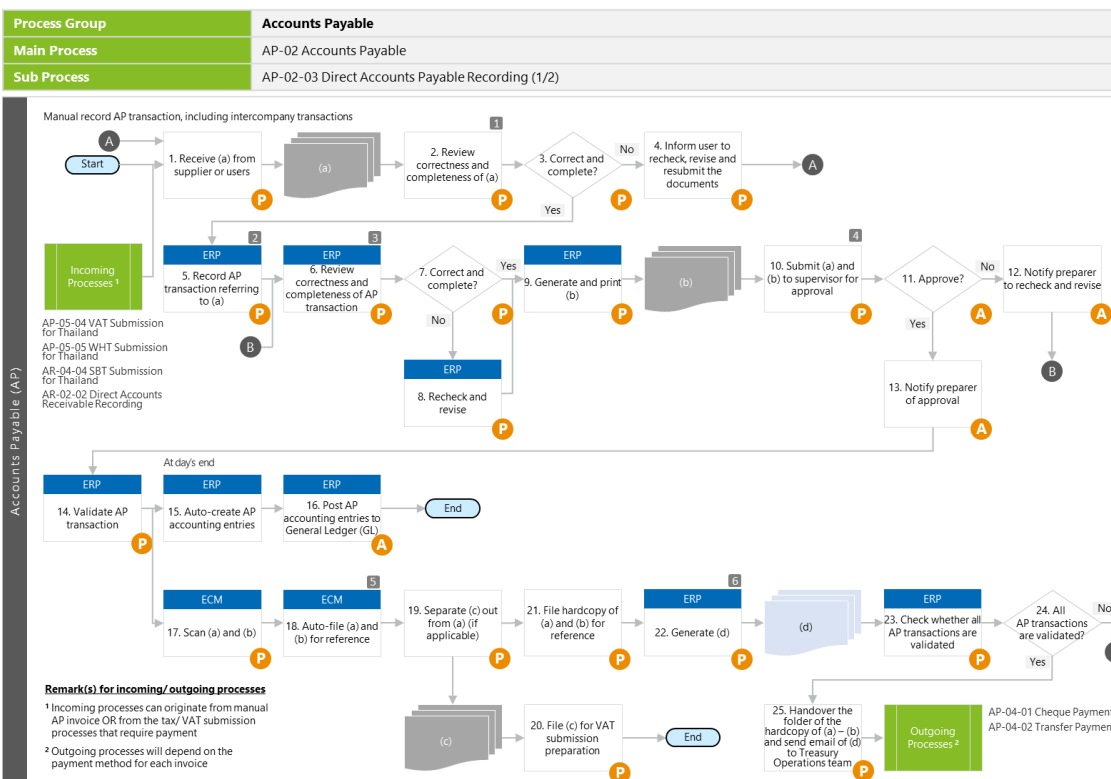 Process Group
Accounts Payable
Main Process
AP-02 Accounts Payable
Sub Process
AP-02-03 Direct Accounts Payable Recording (1/2)
Accounts Payable (AP)
Manual record AP transaction, including intercompany transactions
A
Start
1. Receive (a) from
supplier or users
P
(a)
1
2. Review
correctness and
completeness of (a)
P
3. Correct and
complete?
P
No
Yes
4. Inform user to
recheck, revise and
resubmit the
documents
P
A
Incoming
Processes ¹
AP-05-04 VAT Submission
for Thailand
AP-05-05 WHT Submission
for Thailand
AR-04-04 SBT Submission
for Thailand
AR-02-02 Direct Accounts
Receivable Recording
2
ERP
5. Record AP
transaction referring
to (a)
P
B
3
ERP
6. Review
correctness and
completeness of AP
transaction
P
7. Correct and
complete?
Yes
No
ERP
8. Recheck and
revise
P
ERP
9. Generate and print
(b)
P
(b)
4
10. Submit (a) and
(b) to supervisor for
approval
P
11. Approve?
A
No
Yes
12. Notify preparer
to recheck and revise
A
B
13. Notify preparer
of approval
A
ERP
14. Validate AP
transaction
P
At day's end
ERP
15. Auto-create AP
accounting entries
ERP
16. Post AP
accounting entries to
General Ledger (GL)
A
End
ECM
17. Scan (a) and (b)
P
5
ECM
18. Auto-file (a) and
(b) for reference
19. Separate (c) out
from (a) (if
applicable)
P
21. File hardcopy of
(a) and (b) for
reference
P
6
ERP
22. Generate (d)
P
(d)
ERP
23. Check whether all
AP transactions are
validated
P
24. All
AP transactions
are validated?
No
Yes
(c)
20. File (c) for VAT
submission
preparation
P
End
25. Handover the
folder of the
hardcopy of (a) – (b)
and send email of (d)
to Treasury
Operations team
P
Outgoing
Processes ²
AP-04-01 Cheque Payment
AP-04-02 Transfer Payment
Remark(s) for incoming/ outgoing processes
¹ Incoming processes can originate from manual
AP invoice OR from the tax/ VAT submission
processes that require payment
² Outgoing processes will depend on the
payment method for each invoice